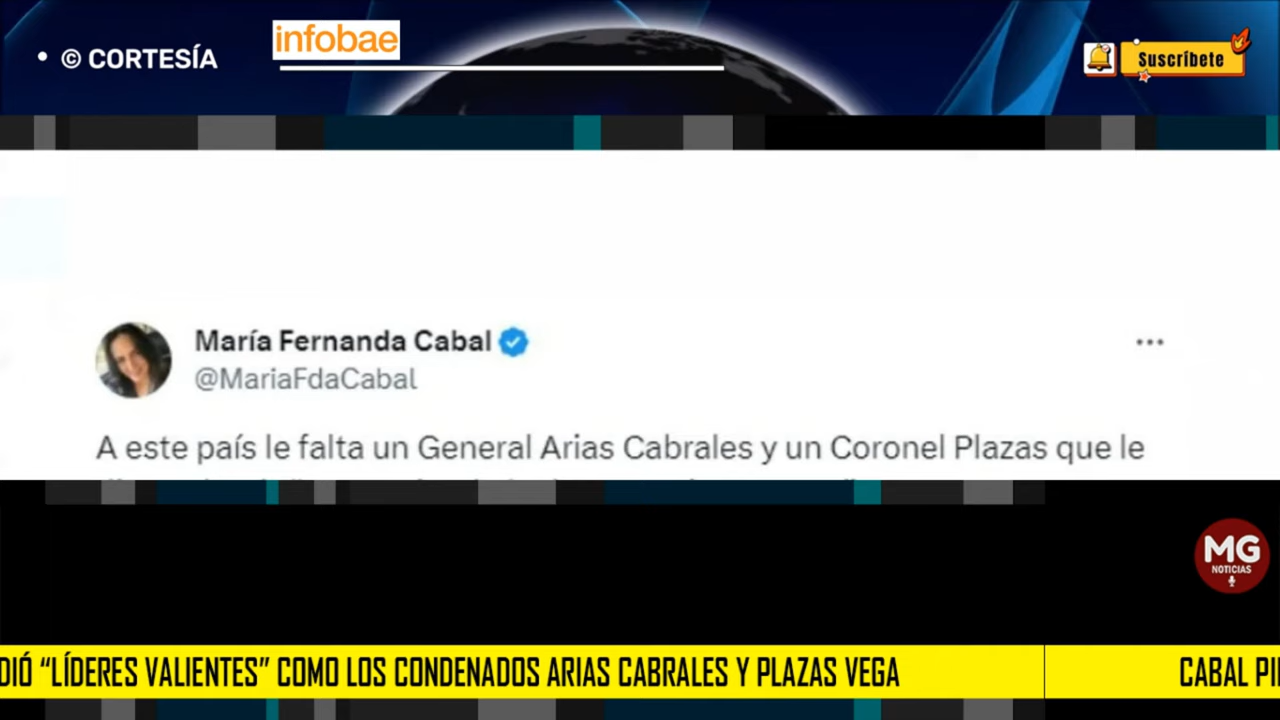 • © CORTESÍA
infobae
Suscríbete
María Fernanda Cabal
@MariaFdaCabal
A este país le falta un General Arias Cabrales y un Coronel Plazas que le
MG
NOTICIAS
DIÓ “LÍDERES VALIENTES” COMO LOS CONDENADOS ARIAS CABRALES Y PLAZAS VEGA
CABAL PI